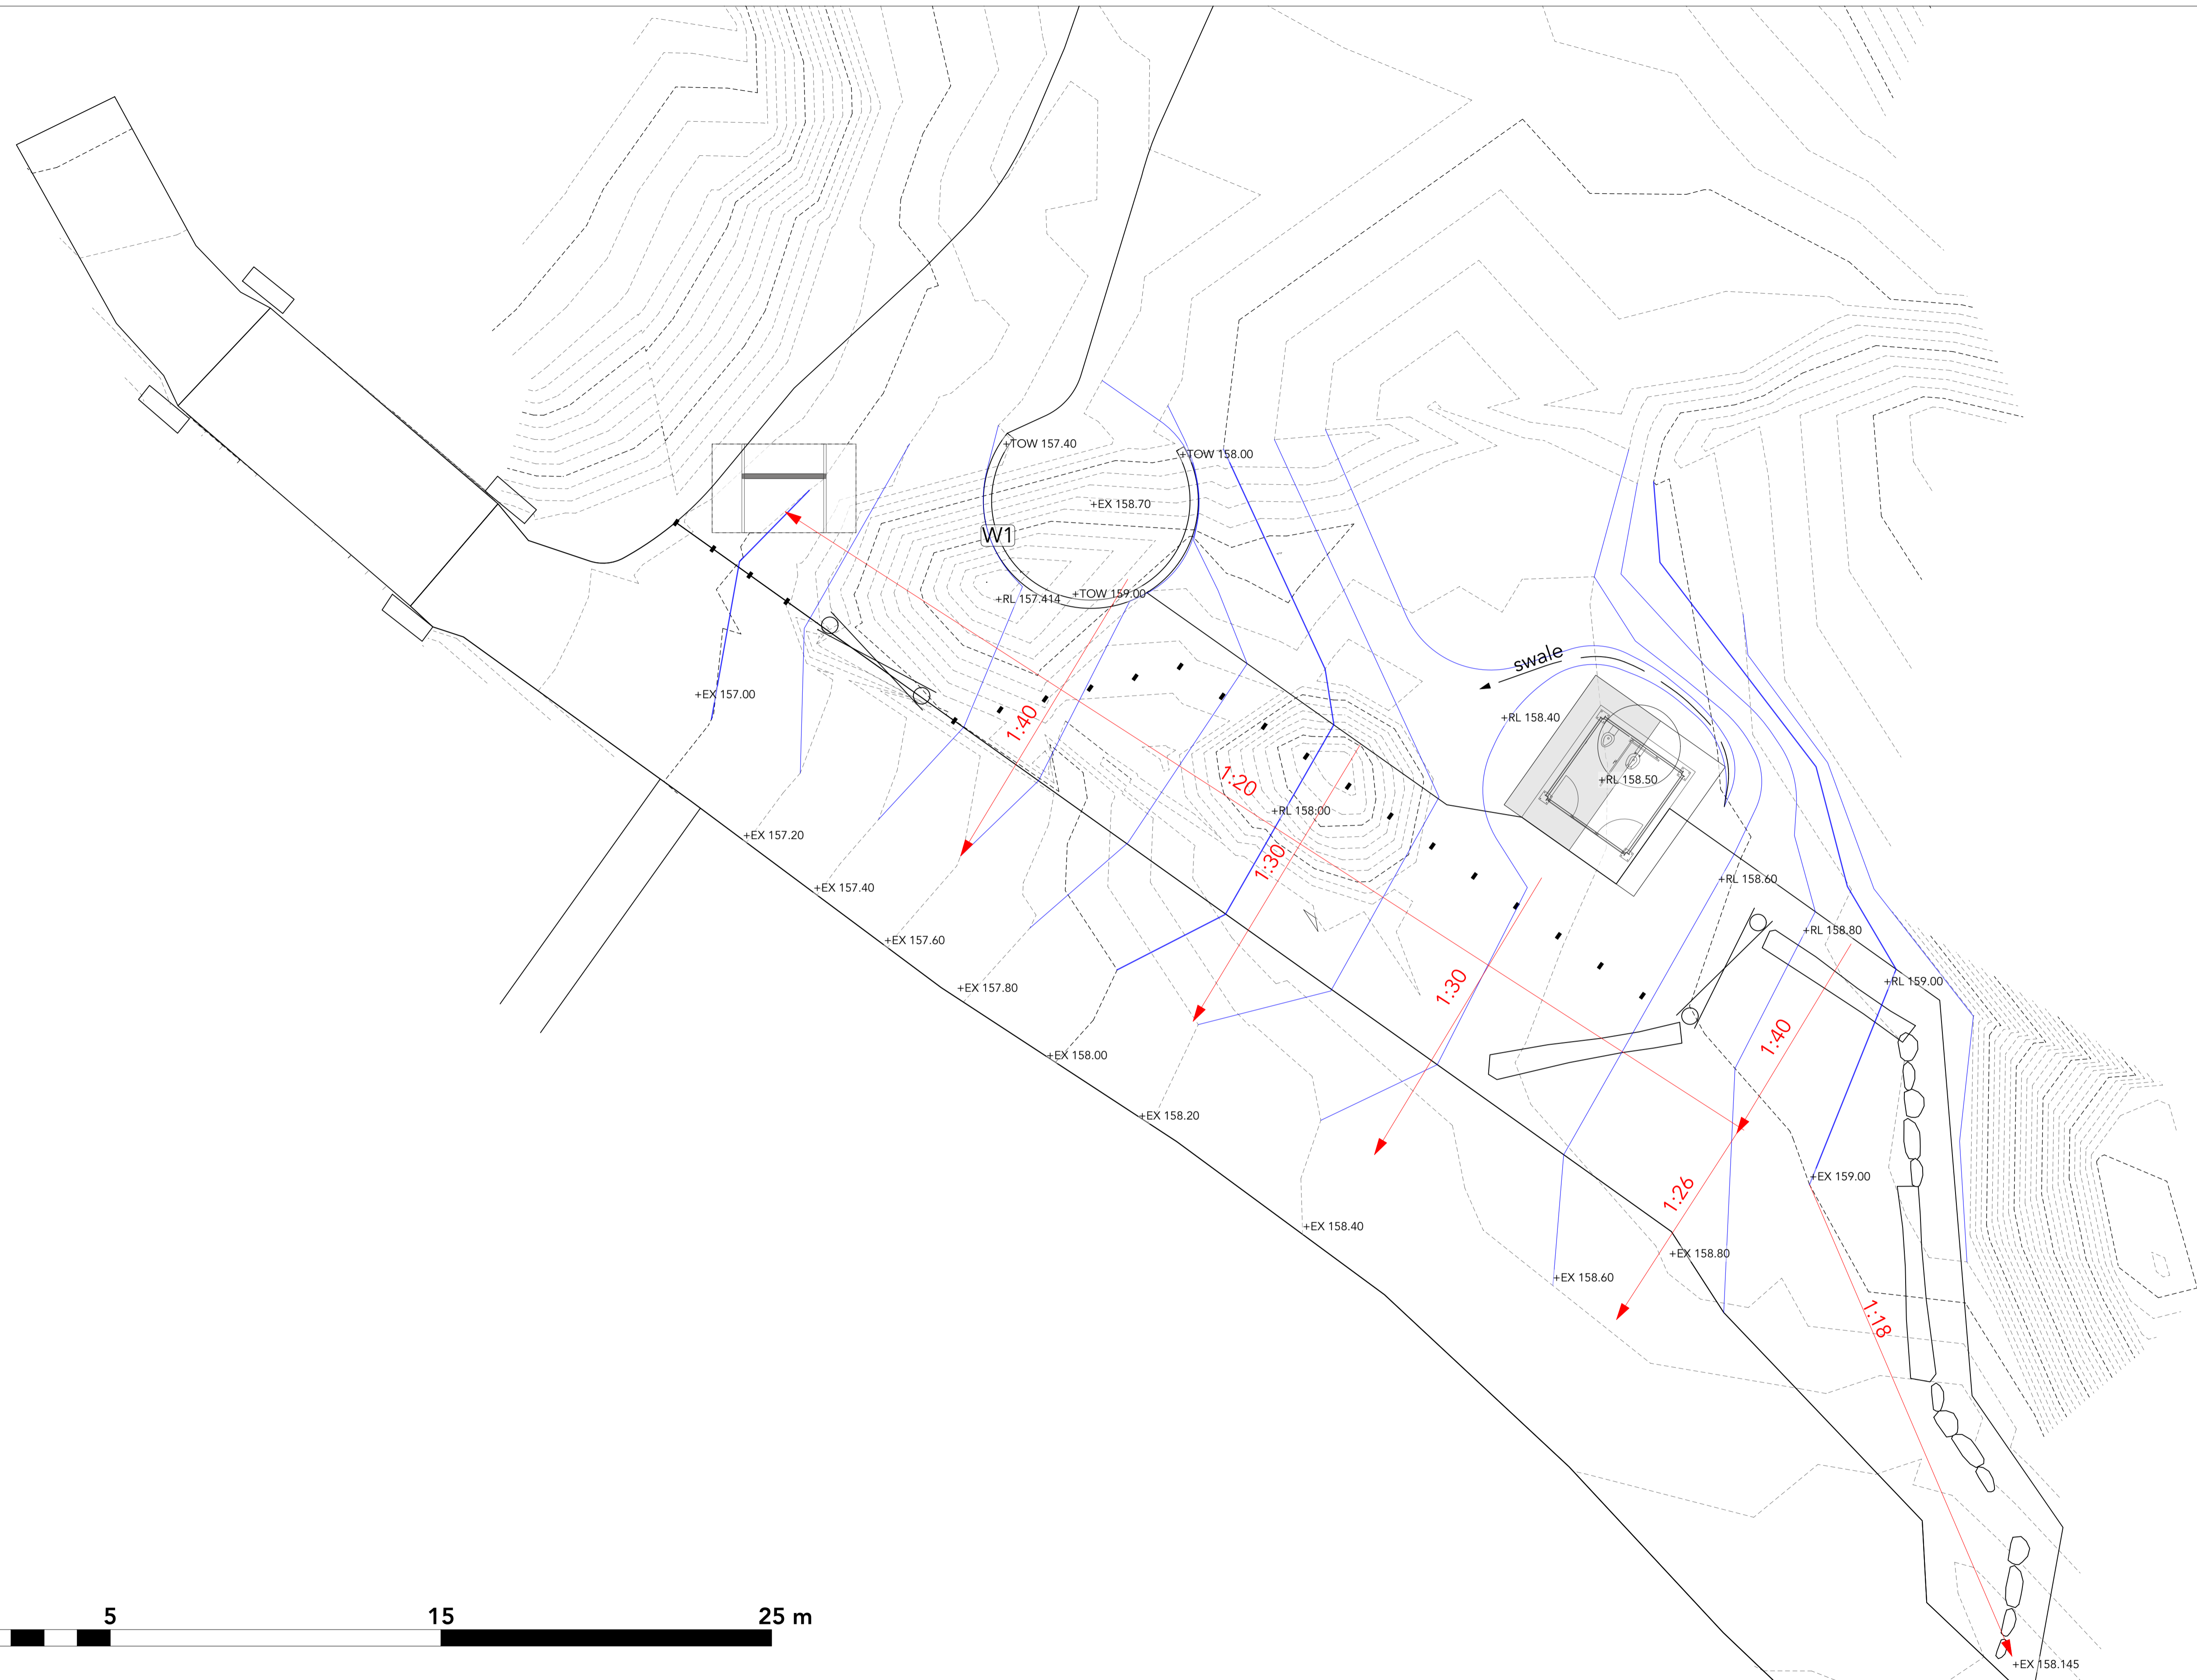 +TOW 157.40
+TOW 158.00
+EX 158.70
W1
+TOW 159.00
+RL 157.414
swale
+EX 157.00
+RL 158.40
1:40
1:20
+RL 158.50
+RL 158.00
+EX 157.20
1:30
+RL 158.60
+EX 157.40
+RL 158.80
+EX 157.60
+RL 159.00
+EX 157.80
1:30
1:40
+EX 158.00
+EX 158.20
+EX 159.00
1:26
+EX 158.40
+EX 158.80
+EX 158.60
1:18
5 15 25 m
+EX 158.145